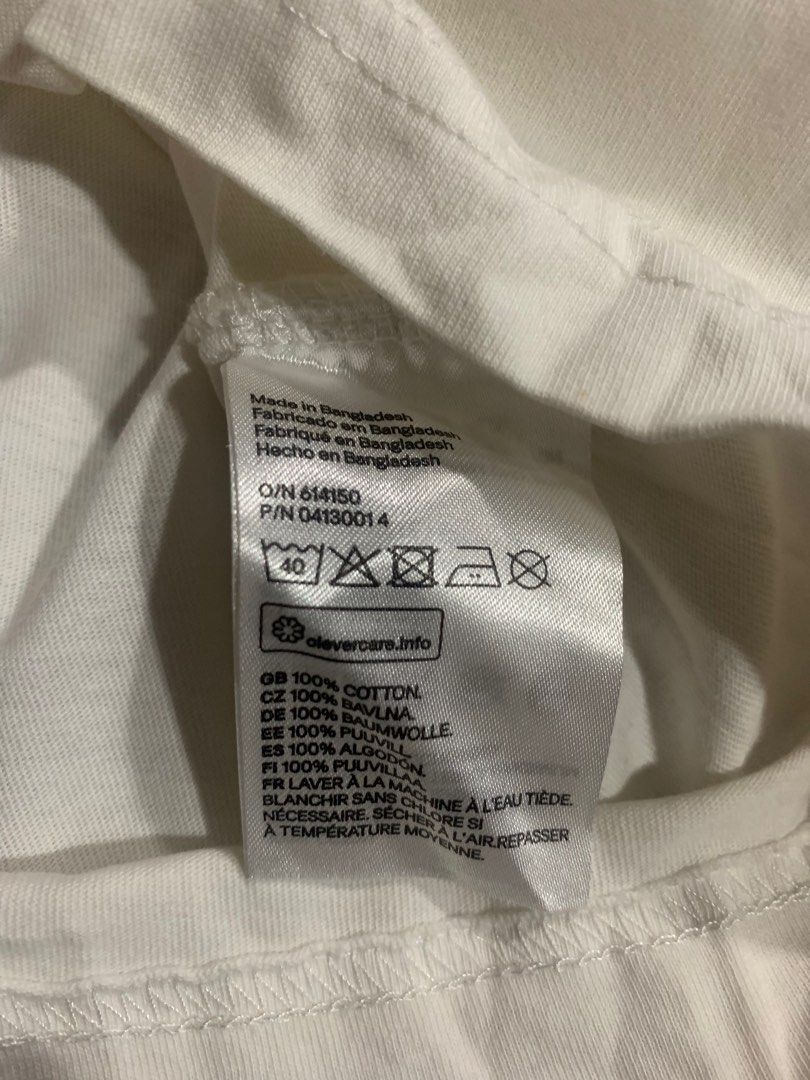 Made in Bangladesh
Fabricado em Bangladesh
Fabriqué en Bangladesh
Hecho en Bangladesh
O/N 614150
P/N 04130014
40
clevercare.info
GB 100% COTTON.
CZ 100% BAVLNA.
DE 100% BAUMWOLLE.
EE 100% PUUVILL.
ES 100% ALGODÓN.
FI 100% PUUVILLAA.
FR LAVER À LA MACHINE À L'EAU TIÈDE.
BLANCHIR SANS CHLORE SI
NÉCESSAIRE. SÉCHER À L'AIR.REPASSER
À TEMPÉRATURE MOYENNE.